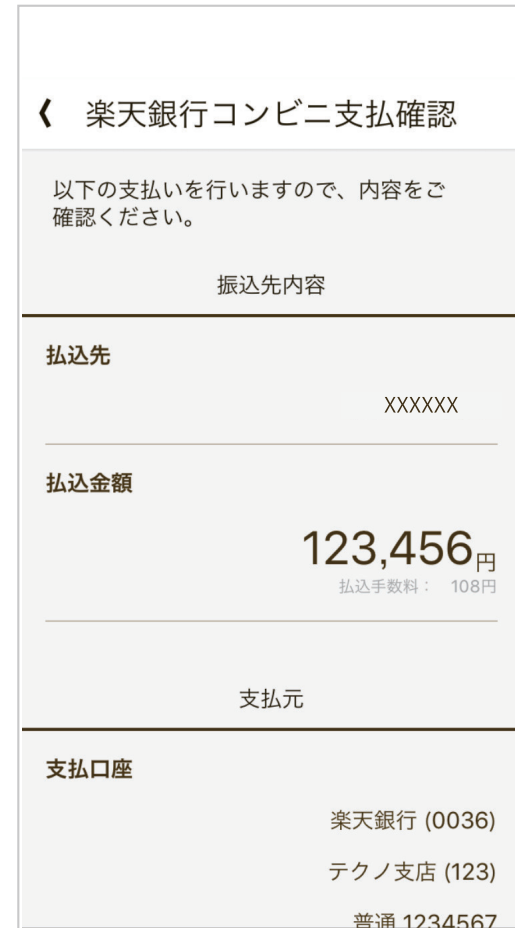 楽天銀行コンビニ支払確認
以下の支払いを行いますので、内容をご
確認ください。
振込先内容
払込先
XXXXXX
払込金額
123,456円
払込手数料： 108円
支払元
支払口座
楽天銀行 (0036)
テクノ支店 (123)
普通 1234567